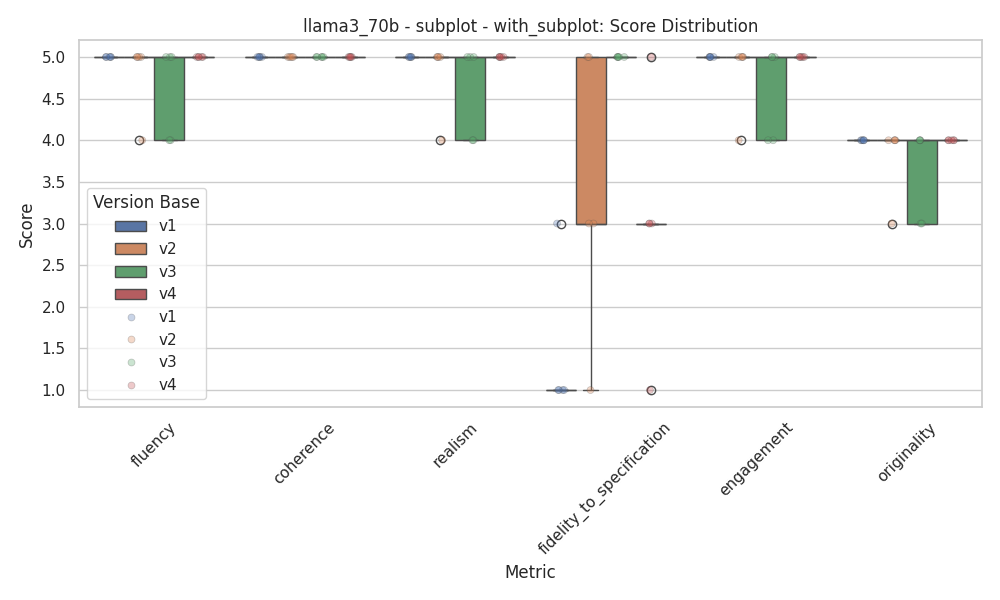 llama3_70b - subplot - with_subplot: Score Distribution
5.0
4.5
4.0
3.5
3.0
2.5
2.0
1.5
1.0
Score
Version Base
v1
v2
v3
v4
v1
v2
v3
v4
fluency
coherence
realism
fidelity_to_specification
engagement
originality
Metric